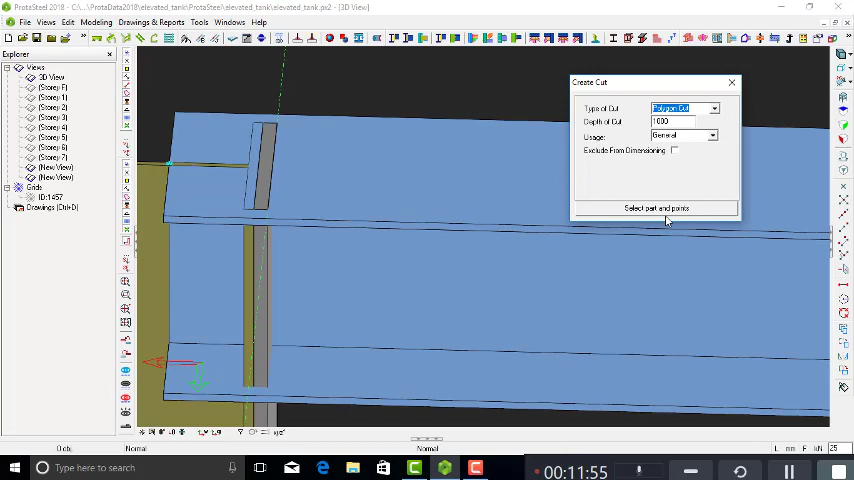 ProtaSteel 2018 - C:\...\ProtaData2018\elevated_tank\elevated_tank\elevated_tank.ps2 * - [3D View]
File Views Edit Modeling Drawings & Reports Tools Windows Help
Explorer
Views
3D View
(Storey F)
(Storey 1)
(Storey 2)
(Storey 3)
(Storey 4)
(Storey 5)
(Storey 6)
(Storey 7)
(New View)
(New View)
Grids
ID:1457
Drawings (Ctrl+D)
Create Cut
Type of Cut Polygon Cut
Depth of Cut 1000
Usage: General
Exclude From Dimensioning
Select part and points
0 obj Normal Normal L mm F kN 25
Type here to search
00:11:55